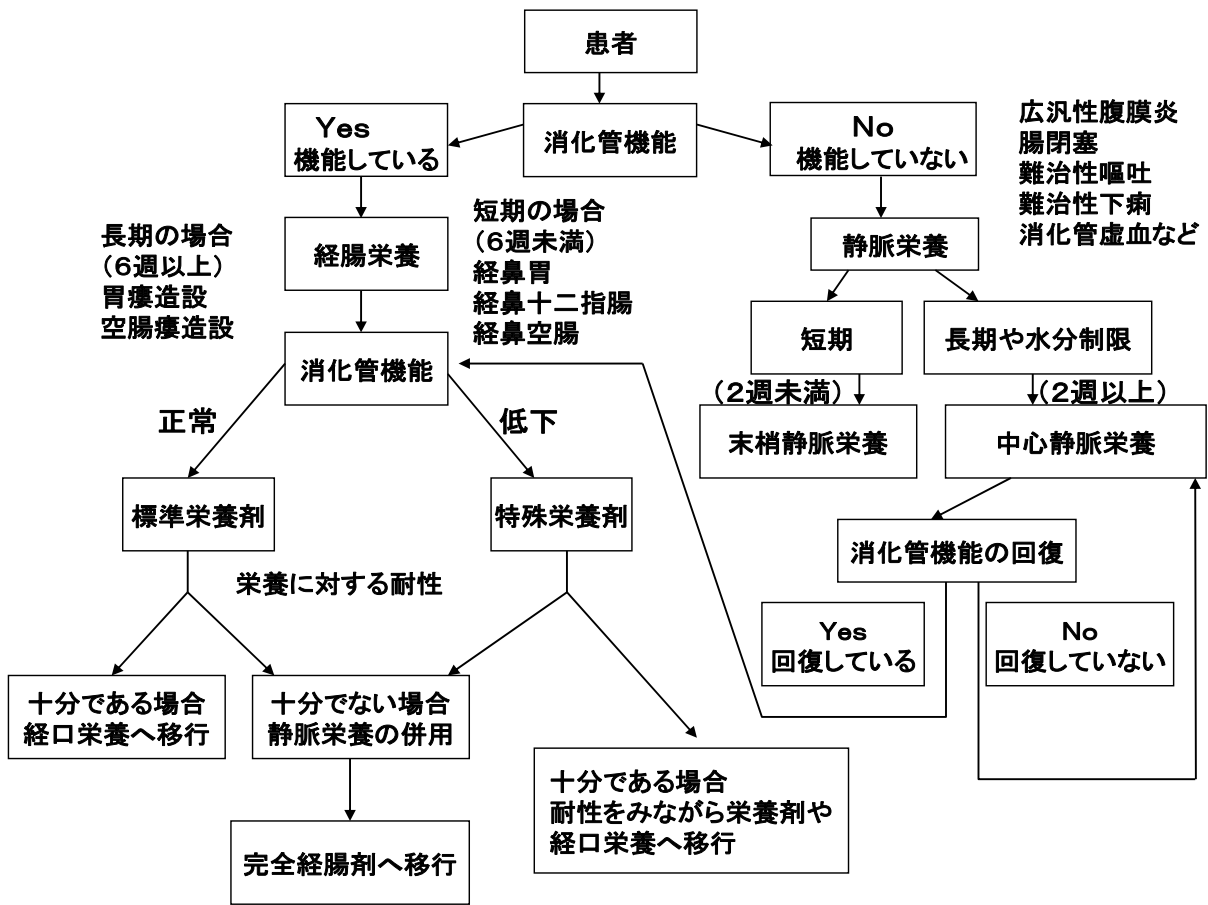 患者
消化管機能
Yes
機能している
No
機能していない
広汎性腹膜炎
腸閉塞
難治性嘔吐
難治性下痢
消化管虚血など
長期の場合
（６週以上）
胃瘻造設
空腸瘻造設
経腸栄養
短期の場合
（６週未満）
経鼻胃
経鼻十二指腸
経鼻空腸
静脈栄養
消化管機能
短期
長期や水分制限
（２週未満）
（２週以上）
正常
低下
末梢静脈栄養
中心静脈栄養
標準栄養剤
特殊栄養剤
消化管機能の回復
栄養に対する耐性
Yes
回復している
No
回復していない
十分である場合
経口栄養へ移行
十分でない場合
静脈栄養の併用
十分である場合
耐性をみながら栄養剤や
経口栄養へ移行
完全経腸剤へ移行